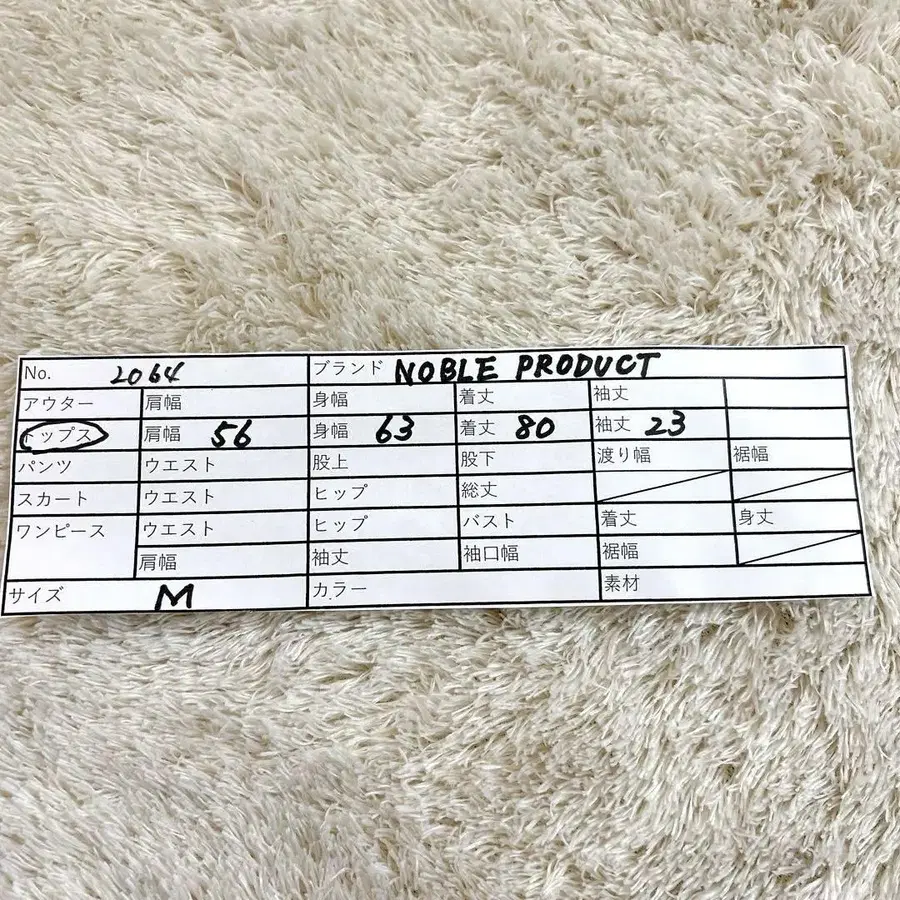 No. 2064 ブランド NOBLE PRODUCT
アウター 肩幅 身幅 着丈 袖丈
トップス 肩幅 56 身幅 63 着丈 80 袖丈 23
パンツ ウエスト 股上 股下 渡り幅 裾幅
スカート ウエスト ヒップ 総丈
ワンピース ウエスト ヒップ バスト 着丈 身丈
肩幅 袖丈 袖口幅 裾幅
サイズ M カラー 素材